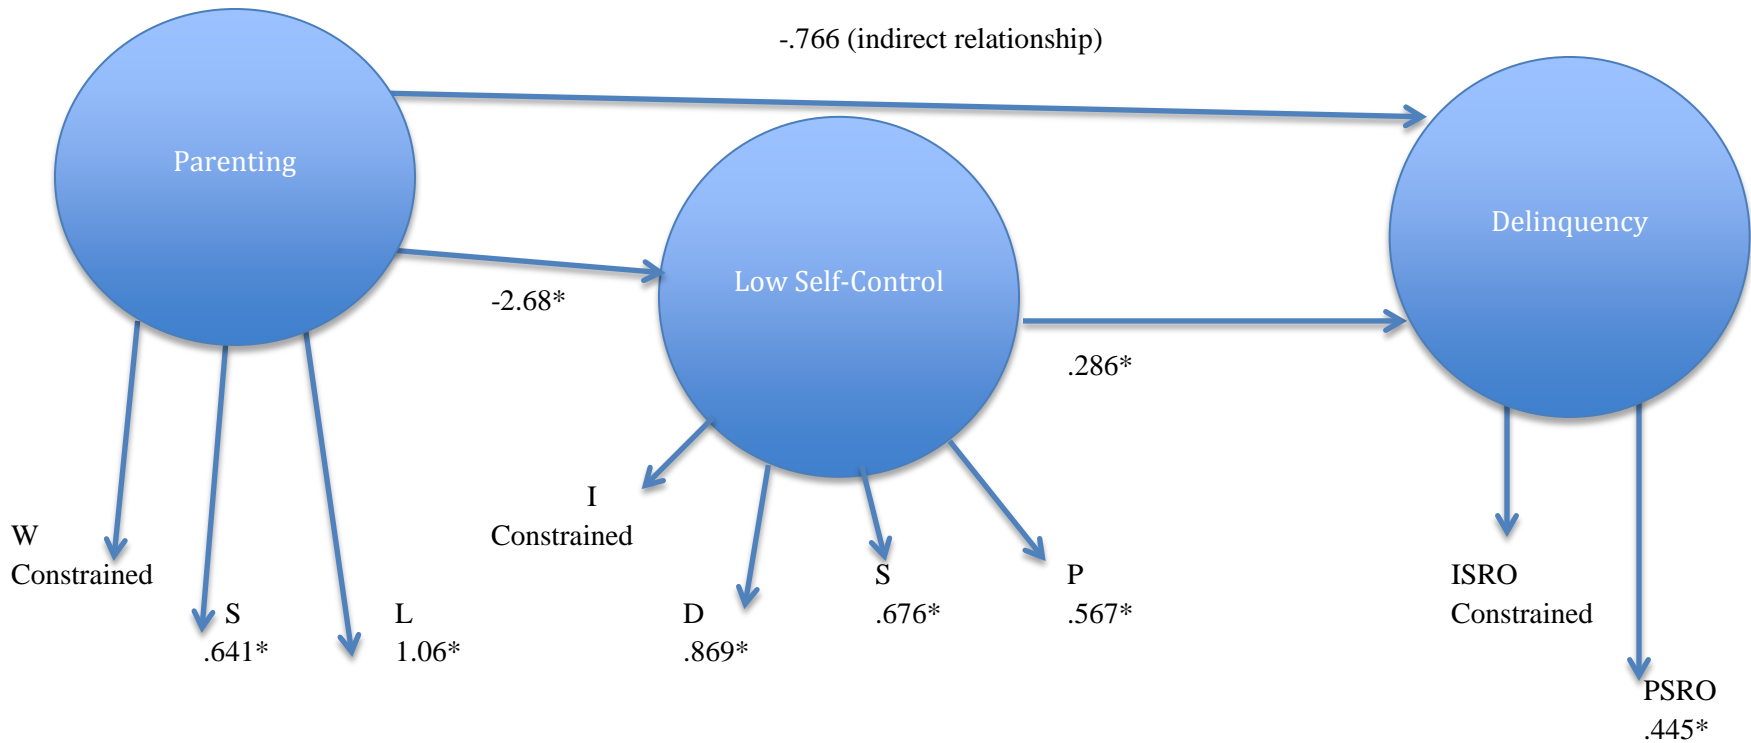 -.766 (indirect relationship)
Parenting
Delinquency
Low Self-Control
-2.68*
.286*
W
Constrained
S
.641*
L
1.06*
I
Constrained
D
.869*
S
.676*
P
.567*
ISRO
Constrained
PSRO
.445*